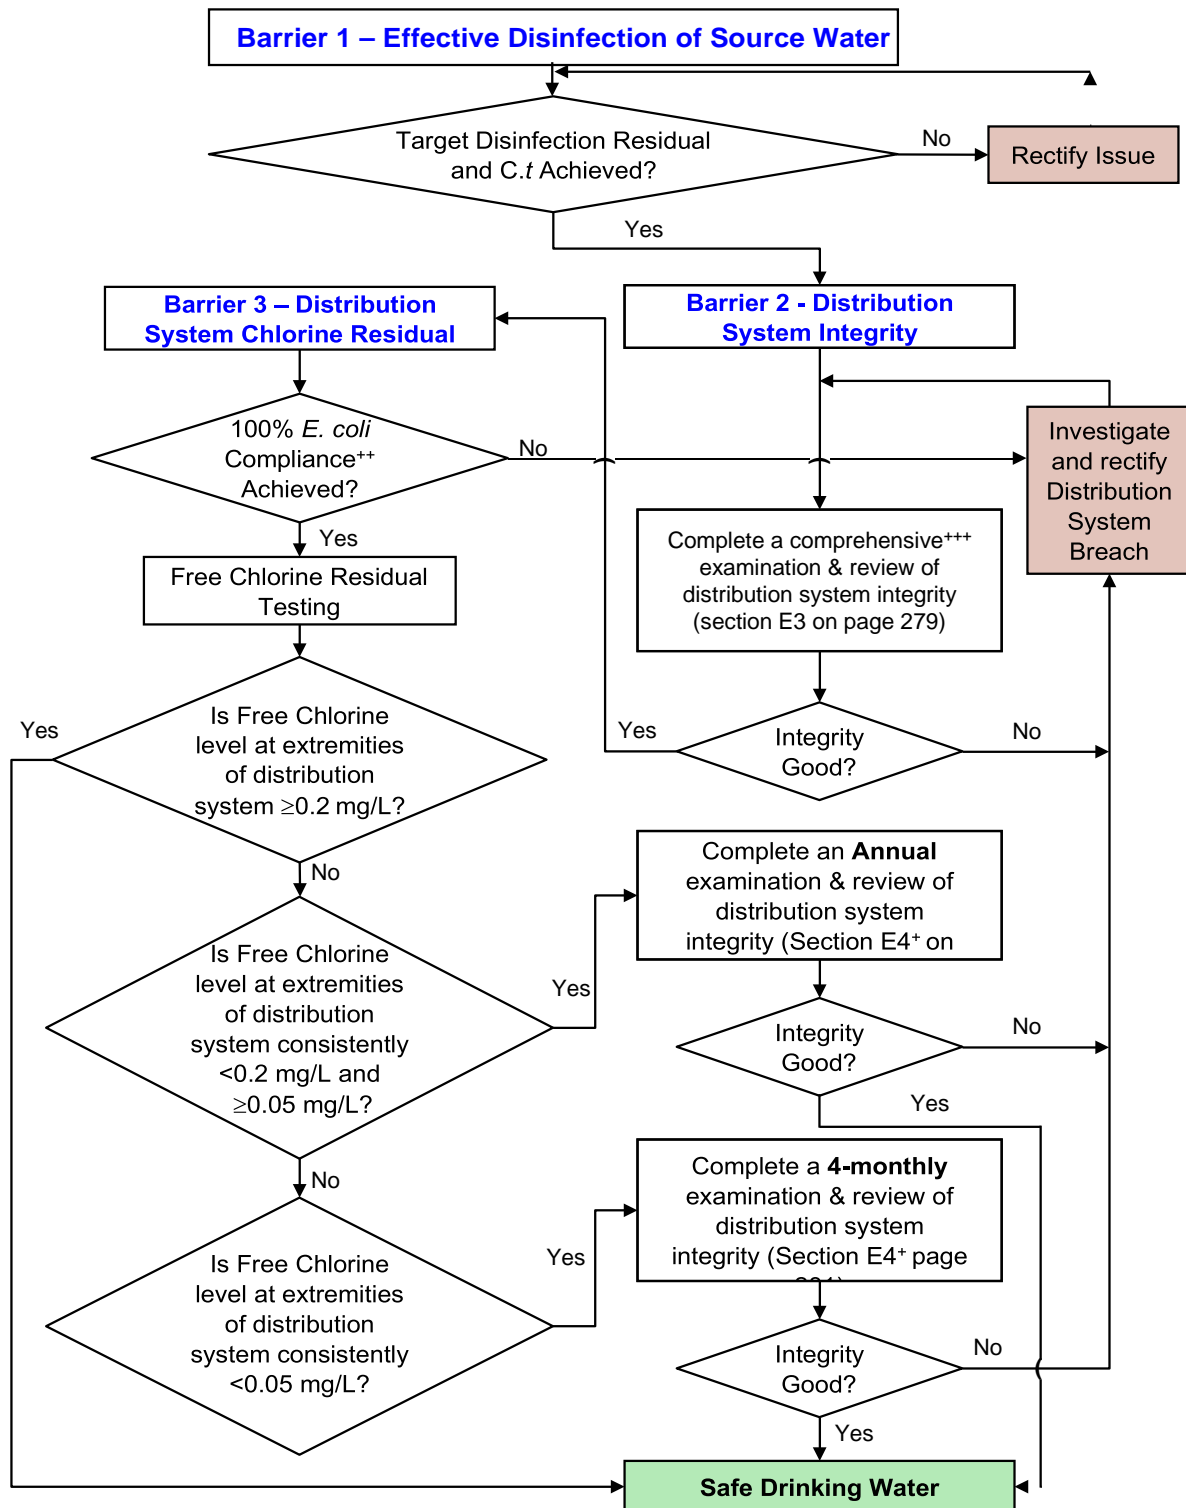 Barrier 1 – Effective Disinfection of Source Water
Target Disinfection Residual
and C.t Achieved?
No
Rectify Issue
Yes
Barrier 3 – Distribution
System Chlorine Residual
Barrier 2 - Distribution
System Integrity
100% E. coli
Compliance++
Achieved?
No
Investigate
and rectify
Distribution
System
Breach
Yes
Complete a comprehensive+++
examination & review of
distribution system integrity
(section E3 on page 279)
Free Chlorine Residual
Testing
Yes
Is Free Chlorine
level at extremities
of distribution
system ≥0.2 mg/L?
Yes
Integrity
Good?
No
No
Complete an Annual
examination & review of
distribution system
integrity (Section E4+ on
Is Free Chlorine
level at extremities
of distribution
system consistently
<0.2 mg/L and
≥0.05 mg/L?
Yes
Integrity
Good?
No
Yes
No
Complete a 4-monthly
examination & review of
distribution system
integrity (Section E4+ page
Is Free Chlorine
level at extremities
of distribution
system consistently
<0.05 mg/L?
Yes
Integrity
Good?
No
Yes
Safe Drinking Water